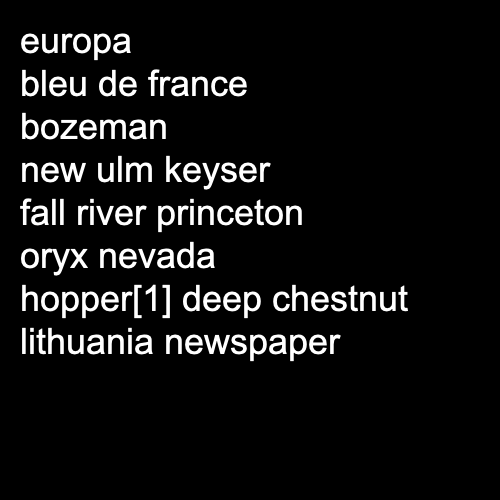 europa
bleu de france
bozeman
new ulm keyser
fall river princeton
oryx nevada
hopper[1] deep chestnut
lithuania newspaper